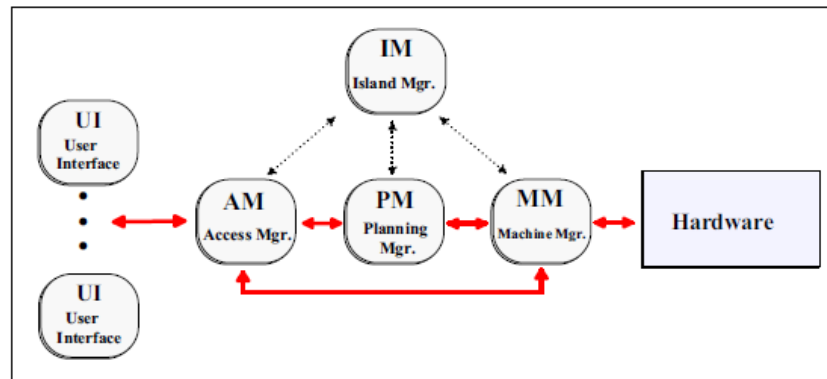 IM
Island Mgr.
UI
User
Interface
AM
Access Mgr.
PM
Planning
Mgr.
MM
Machine Mgr.
Hardware
UI
User
Interface